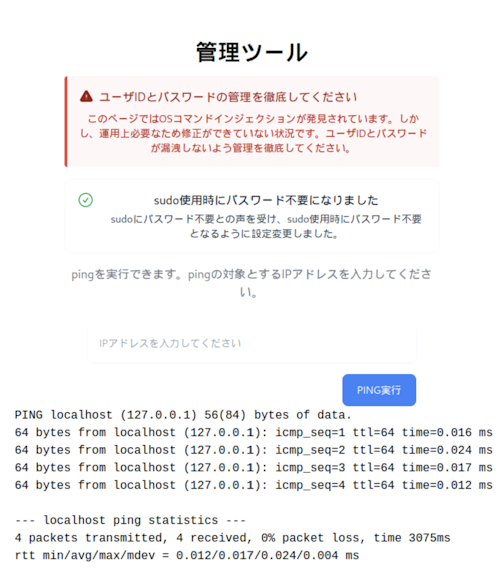 管理ツール
ユーザIDとパスワードの管理を徹底してください
このページではOSコマンドインジェクションが発見されています。しか
し、運用上必要なため修正ができていない状況です。ユーザIDとパスワード
が漏洩しないよう管理を徹底してください。
sudo使用時にパスワード不要になりました
sudoにパスワード不要との声を受け、sudo使用時にパスワード不要
となるように設定変更しました。
pingを実行できます。pingの対象とするIPアドレスを入力してくださ
い。
IPアドレスを入力してください
PING実行
PING localhost (127.0.0.1) 56(84) bytes of data.
64 bytes from localhost (127.0.0.1): icmp_seq=1 ttl=64 time=0.016 ms
64 bytes from localhost (127.0.0.1): icmp_seq=2 ttl=64 time=0.024 ms
64 bytes from localhost (127.0.0.1): icmp_seq=3 ttl=64 time=0.017 ms
64 bytes from localhost (127.0.0.1): icmp_seq=4 ttl=64 time=0.012 ms
--- localhost ping statistics ---
4 packets transmitted, 4 received, 0% packet loss, time 3075ms
rtt min/avg/max/mdev = 0.012/0.017/0.024/0.004 ms